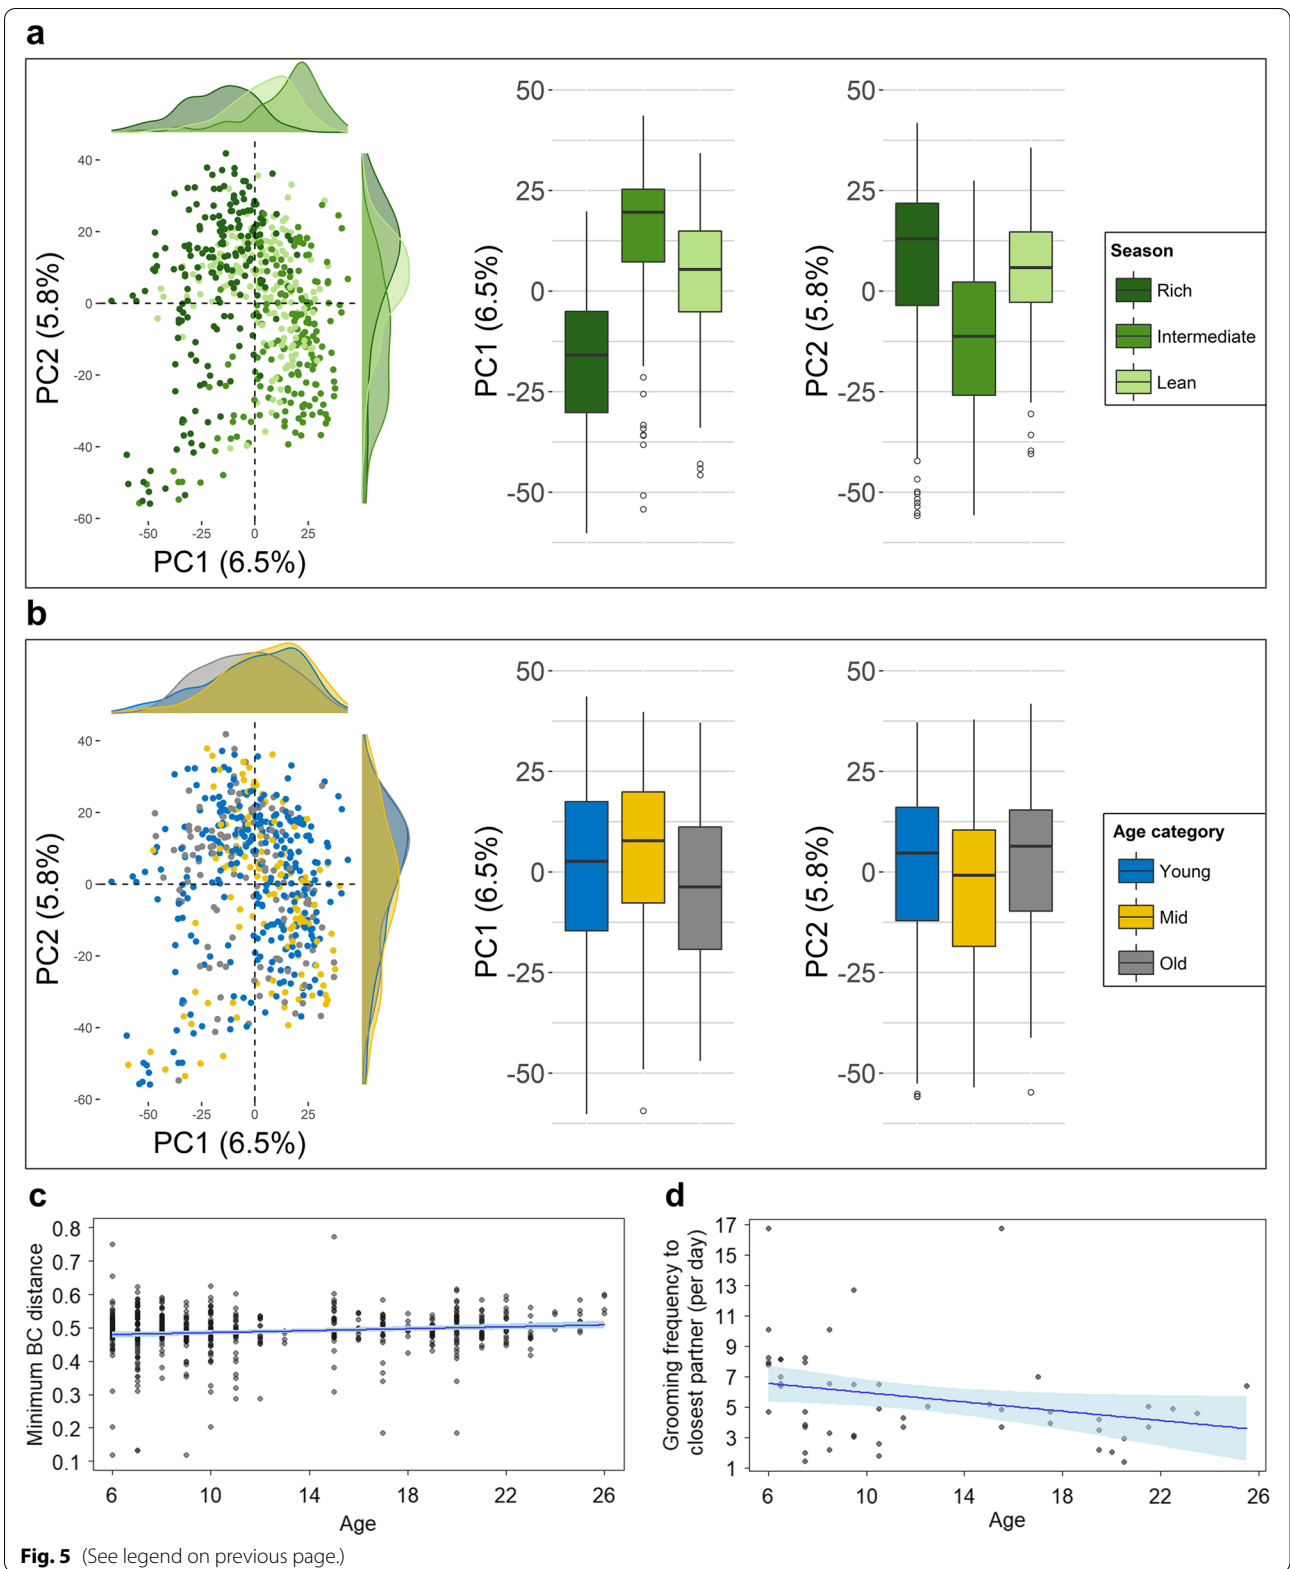 a
40
20
0
-20
-40
-60
PC2 (5.8%)
-50 -25 0 25
PC1 (6.5%)
50
25
0
-25
-50
PC1 (6.5%)
50
25
0
-25
-50
PC2 (5.8%)
Season
Rich
Intermediate
Lean
b
40
20
0
-20
-40
-60
PC2 (5.8%)
-50 -25 0 25
PC1 (6.5%)
50
25
0
-25
-50
PC1 (6.5%)
50
25
0
-25
-50
PC2 (5.8%)
Age category
Young
Mid
Old
c
Minimum BC distance
0.8
0.7
0.6
0.5
0.4
0.3
0.2
0.1
6 10 14 18 22 26
Age
d
Grooming frequency to
closest partner (per day)
17
15
13
11
9
7
5
3
1
6 10 14 18 22 26
Age
Fig. 5 (See legend on previous page.)